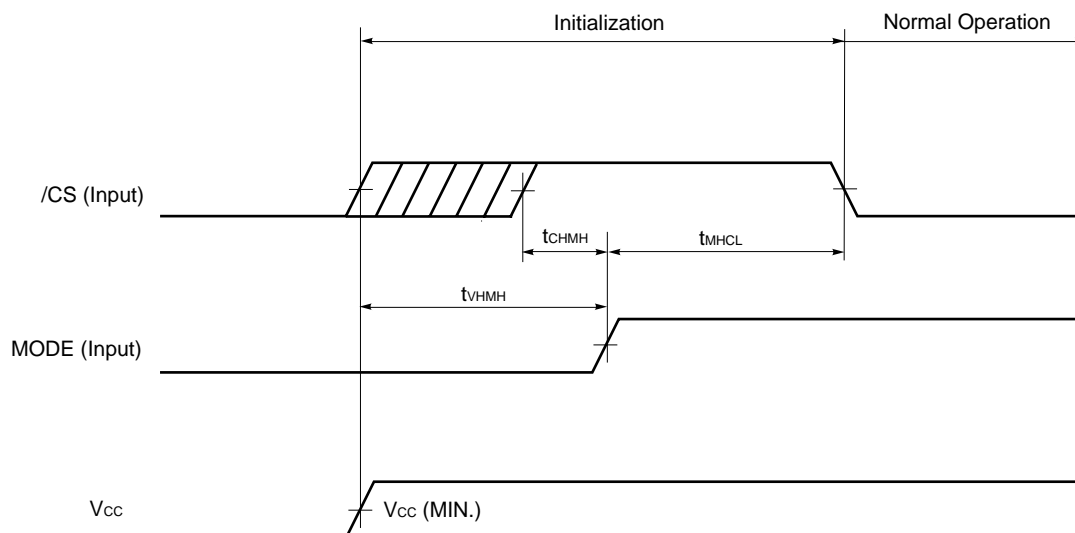 Initialization
Normal Operation
/CS (Input)
tCHMH
tMHCL
tVHMH
MODE (Input)
VCC
VCC (MIN.)